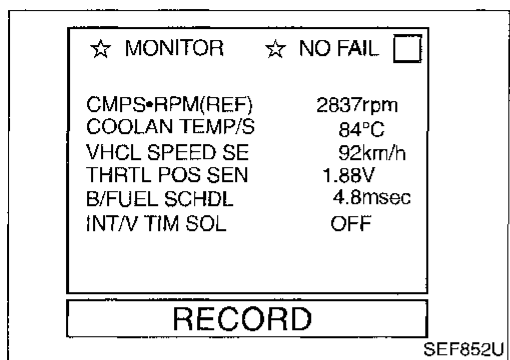 ☆ MONITOR ☆ NO FAIL
CMPS•RPM(REF) 2837rpm
COOLAN TEMP/S 84°C
VHCL SPEED SE 92km/h
THRTL POS SEN 1.88V
B/FUEL SCHDL 4.8msec
INT/V TIM SOL OFF
RECORD
SEF852U